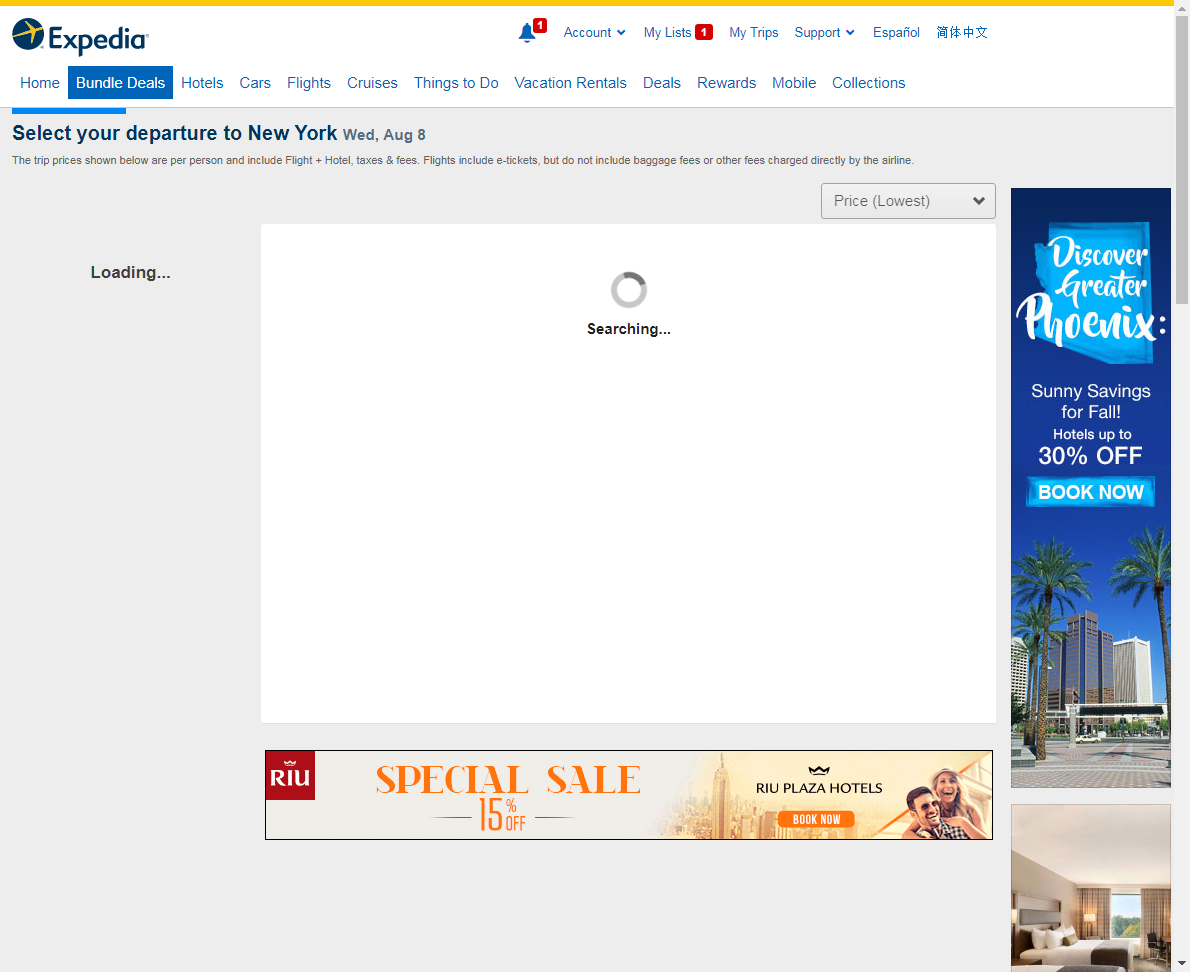 Expedia
1
Account
My Lists 1
My Trips
Support
Español
简体中文
Home
Bundle Deals
Hotels
Cars
Flights
Cruises
Things to Do
Vacation Rentals
Deals
Rewards
Mobile
Collections
Select your departure to New York Wed, Aug 8
The trip prices shown below are per person and include Flight + Hotel, taxes & fees. Flights include e-tickets, but do not include baggage fees or other fees charged directly by the airline.
Price (Lowest)
Loading...
Searching...
Discover
Greater
Phoenix:
Sunny Savings
for Fall!
Hotels up to
30% OFF
BOOK NOW
RIU
SPECIAL SALE
15% OFF
RIU PLAZA HOTELS
BOOK NOW